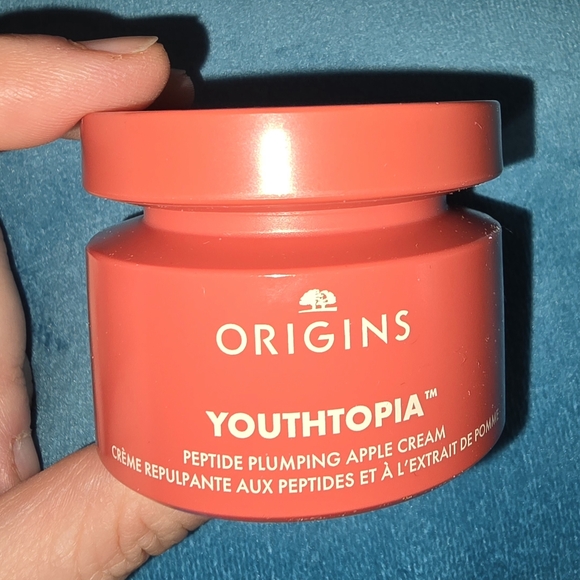 ORIGINS
YOUTHTOPIA™
PEPTIDE PLUMPING APPLE CREAM
CRÈME REPULPANTE AUX PEPTIDES ET À L'EXTRAIT DE POMME